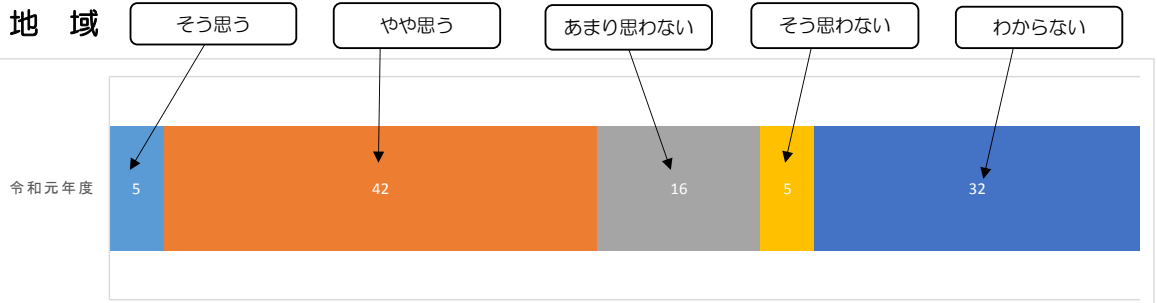 地　域
そう思う
やや思う
あまり思わない
そう思わない
わからない
令和元年度
5
42
16
5
32